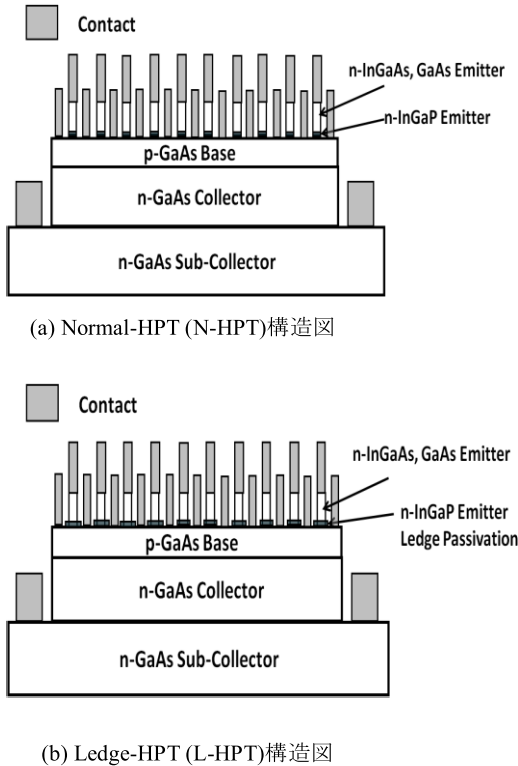 Contact
n-InGaAs, GaAs Emitter
n-InGaP Emitter
p-GaAs Base
n-GaAs Collector
n-GaAs Sub-Collector
(a) Normal-HPT (N-HPT)構造図
Contact
n-InGaAs, GaAs Emitter
n-InGaP Emitter
Ledge Passivation
p-GaAs Base
n-GaAs Collector
n-GaAs Sub-Collector
(b) Ledge-HPT (L-HPT)構造図